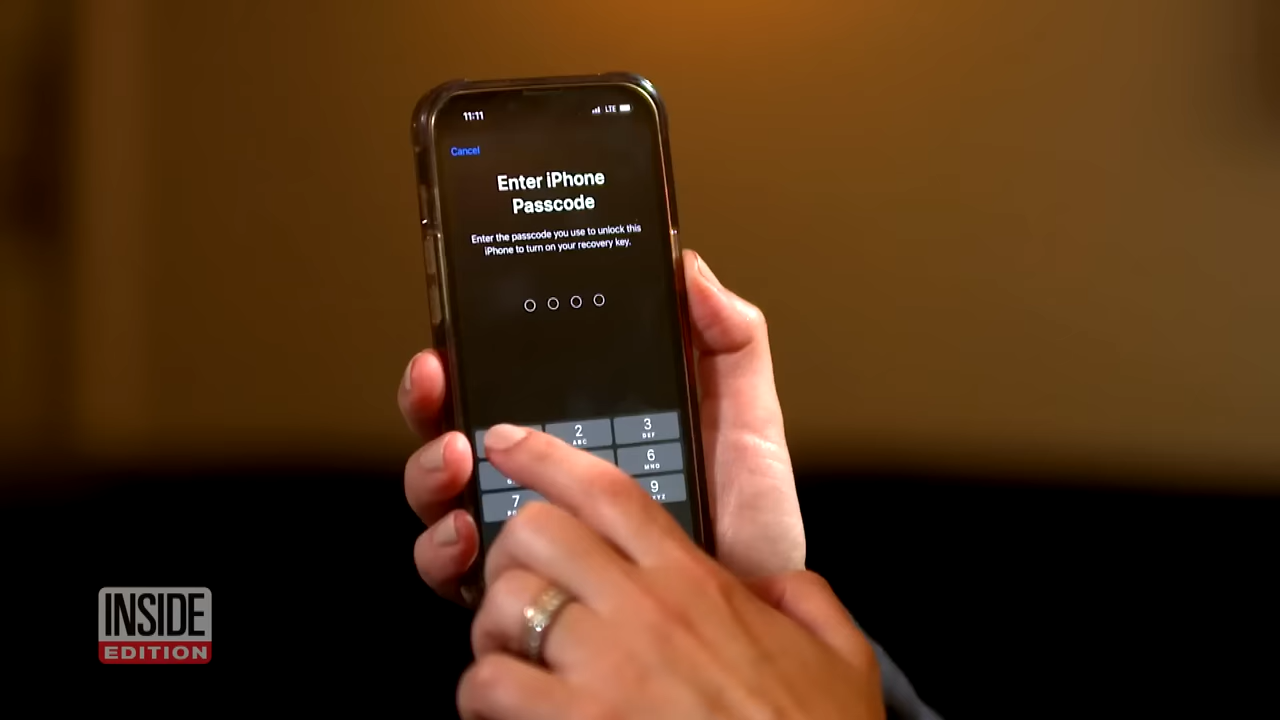 11:11
LTE
Cancel
Enter iPhone
Passcode
Enter the passcode you use to unlock this
iPhone to turn on your recovery key.
2
ABC
3
DEF
6
MNO
7
9
INSIDE
EDITION